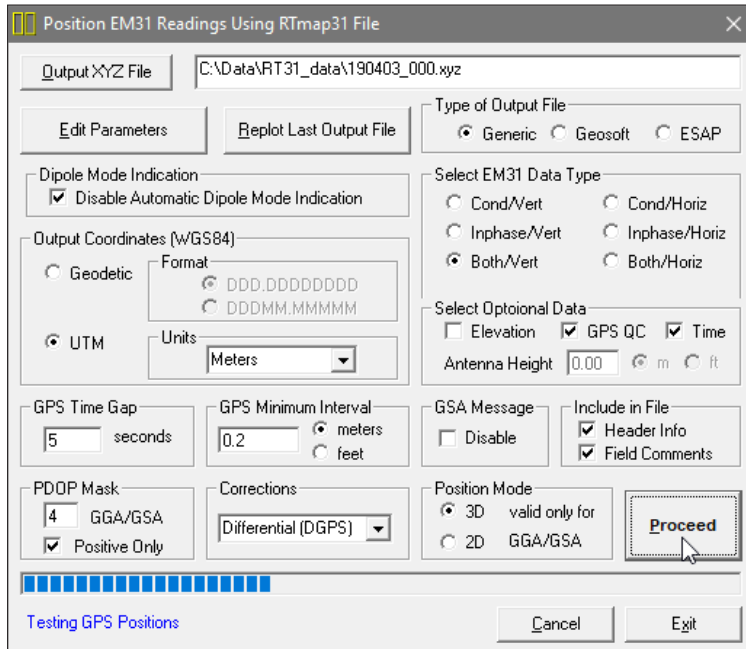 Position EM31 Readings Using RTmap31 File
Output XYZ File
C:\Data\RT31_data\190403_000.xyz
Edit Parameters
Replot Last Output File
Type of Output File
Generic
Geosoft
ESAP
Dipole Mode Indication
Disable Automatic Dipole Mode Indication
Select EM31 Data Type
Cond/Vert
Cond/Horiz
Inphase/Vert
Inphase/Horiz
Both/Vert
Both/Horiz
Output Coordinates (WGS84)
Geodetic
Format
DDD.DDDDDDDD
DDDMM.MMMMM
UTM
Units
Meters
Select Optoional Data
Elevation
GPS QC
Time
Antenna Height
0.00
m
ft
GPS Time Gap
5
seconds
GPS Minimum Interval
0.2
meters
feet
GSA Message
Disable
Include in File
Header Info
Field Comments
PDOP Mask
4
GGA/GSA
Positive Only
Corrections
Differential (DGPS)
Position Mode
3D
valid only for
2D
GGA/GSA
Proceed
Testing GPS Positions
Cancel
Exit